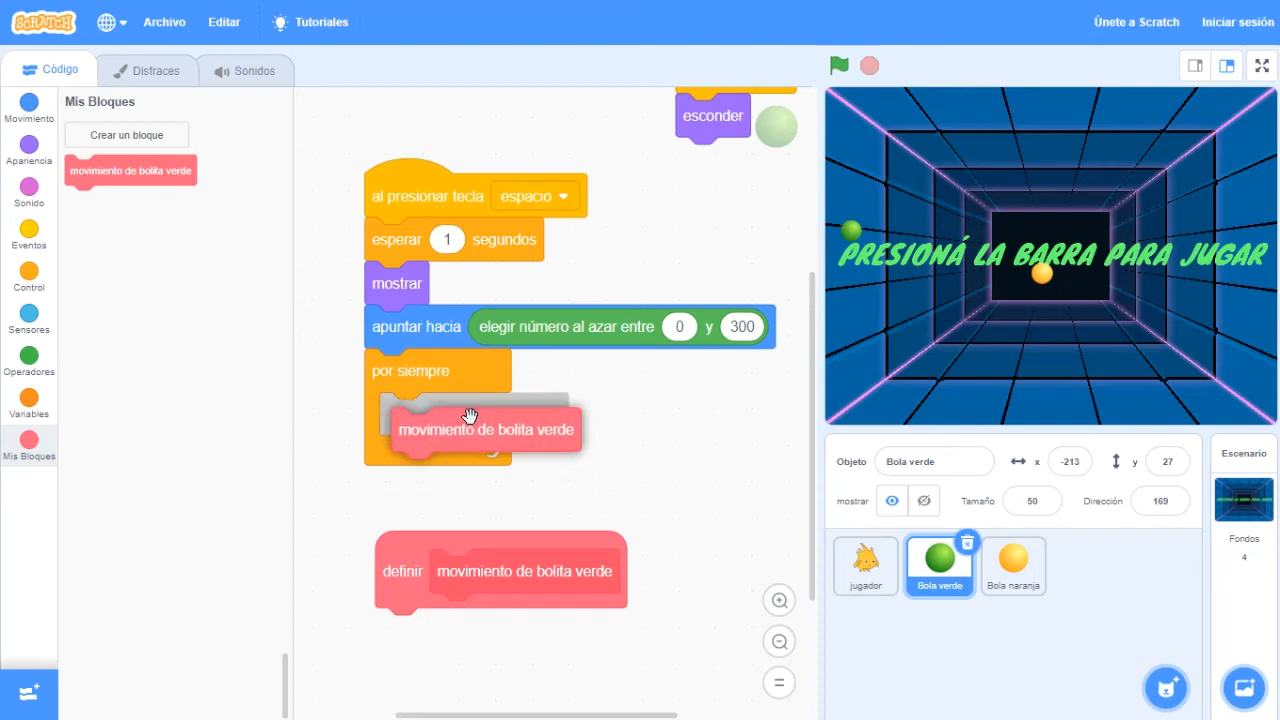 SCRATCH
Archivo
Editar
Tutoriales
Únete a Scratch
Iniciar sesión
Código
Disfraces
Sonidos
Movimiento
Apariencia
Sonido
Eventos
Control
Sensores
Operadores
Variables
Mis Bloques
Mis Bloques
Crear un bloque
movimiento de bolita verde
esconder
al presionar tecla espacio
esperar 1 segundos
mostrar
apuntar hacia elegir número al azar entre 0 y 300
por siempre
movimiento de bolita verde
definir movimiento de bolita verde
PRESIONÁ LA BARRA PARA JUGAR
Objeto Bola verde x -213 y 27
mostrar Tamaño 50 Dirección 169
jugador
Bola verde
Bola naranja
Escenario
Fondos
4